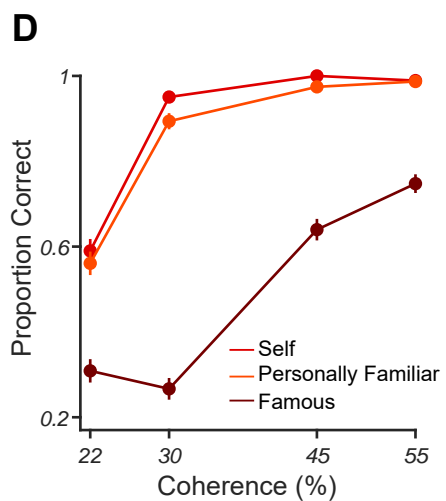 D
Proportion Correct
1
0.6
0.2
Self
Personally Familiar
Famous
22 30 45 55
Coherence (%)